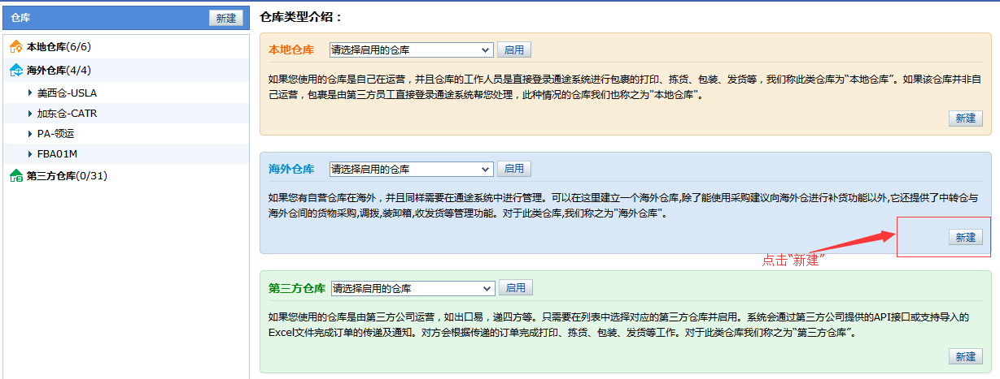 仓库 新建
本地仓库(6/6)
海外仓库(4/4)
美西仓-USLA
加东仓-CATR
PA-领运
FBA01M
第三方仓库(0/31)
仓库类型介绍：
本地仓库 请选择启用的仓库 启用
如果您使用的仓库是自己在运营，并且仓库的工作人员是直接登录通途系统进行包裹的打印、拣货、包装、发货等，我们称此类仓库为“本地仓库”。如果该仓库并非自
己运营，包裹是由第三方员工直接登录通途系统帮您处理，此种情况的仓库我们也称之为"本地仓库"。
新建
海外仓库 请选择启用的仓库 启用
如果您有自营仓库在海外，并且同样需要在通途系统中进行管理。可以在这里建立一个海外仓库,除了能使用采购建议向海外仓进行补货功能以外,它还提供了中转仓与
海外仓间的货物采购,调拨,装卸箱,收发货等管理功能。对于此类仓库,我们称之为"海外仓库"。
新建
点击“新建”
第三方仓库 请选择启用的仓库 启用
如果您使用的仓库是由第三方公司运营，如出口易，递四方等。只需要在列表中选择对应的第三方仓库并启用。系统会通过第三方公司提供的API接口或支持导入的
Excel文件完成订单的传递及通知。对方会根据传递的订单完成打印、拣货、包装、发货等工作。对于此类仓库我们称之为“第三方仓库”。
新建